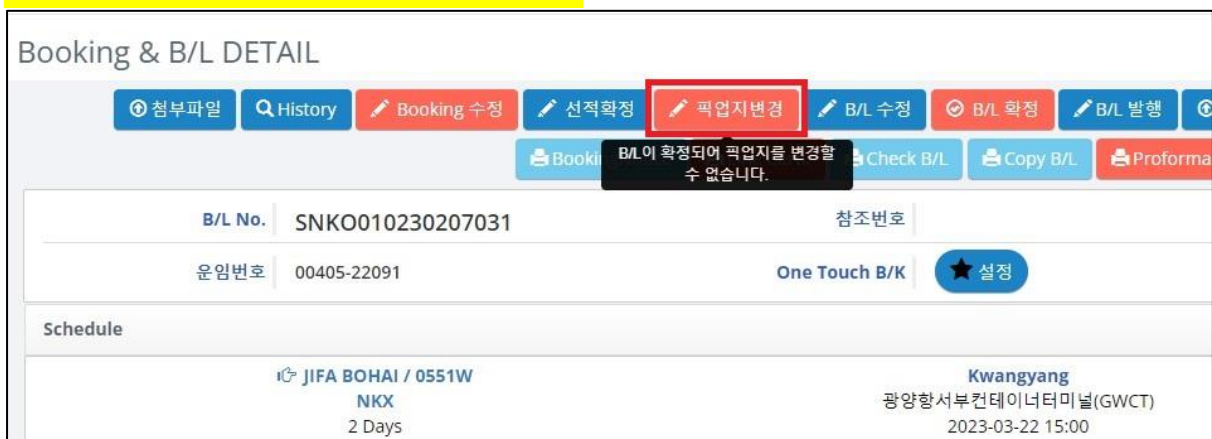 Booking & B/L DETAIL
첨부파일 History Booking 수정 선적확정 픽업지변경 B/L 수정 B/L 확정 B/L 발행
B/L이 확정되어 픽업지를 변경할
수 없습니다.
Check B/L Copy B/L Proforma
B/L No. SNKO010230207031 참조번호
운임번호 00405-22091 One Touch B/K 설정
Schedule
JIFA BOHAI / 0551W Kwangyang
NKX 광양항서부컨테이너터미널(GWCT)
2 Days 2023-03-22 15:00